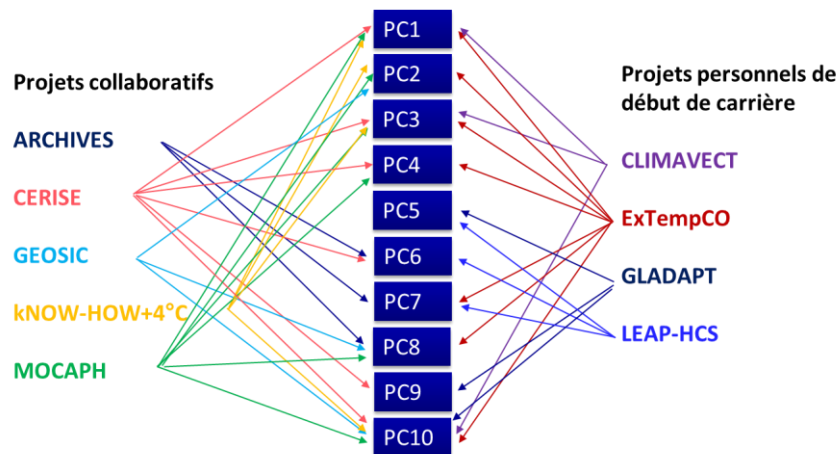 Projets collaboratifs
ARCHIVES
CERISE
GEOSIC
kNOW-HOW+4°C
MOCAPH
PC1
PC2
PC3
PC4
PC5
PC6
PC7
PC8
PC9
PC10
Projets personnels de
début de carrière
CLIMAVECT
ExTempCO
GLADAPT
LEAP-HCS